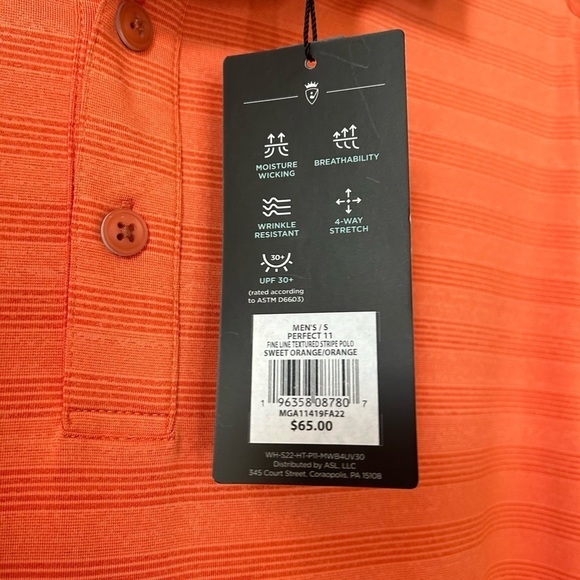 MOISTURE
WICKING
BREATHABILITY
WRINKLE
RESISTANT
4-WAY
STRETCH
30+
UPF 30+
(rated according
to ASTM D6603)
MEN'S / S
PERFECT 11
FINE LINE TEXTURED STRIPE POLO
SWEET ORANGE/ORANGE
1 96358 08780 7
MGA11419FA22
$65.00
WH-S22-HT-P11-MWB4UV30
Distributed by ASL, LLC
345 Court Street, Coraopolis, PA 15108